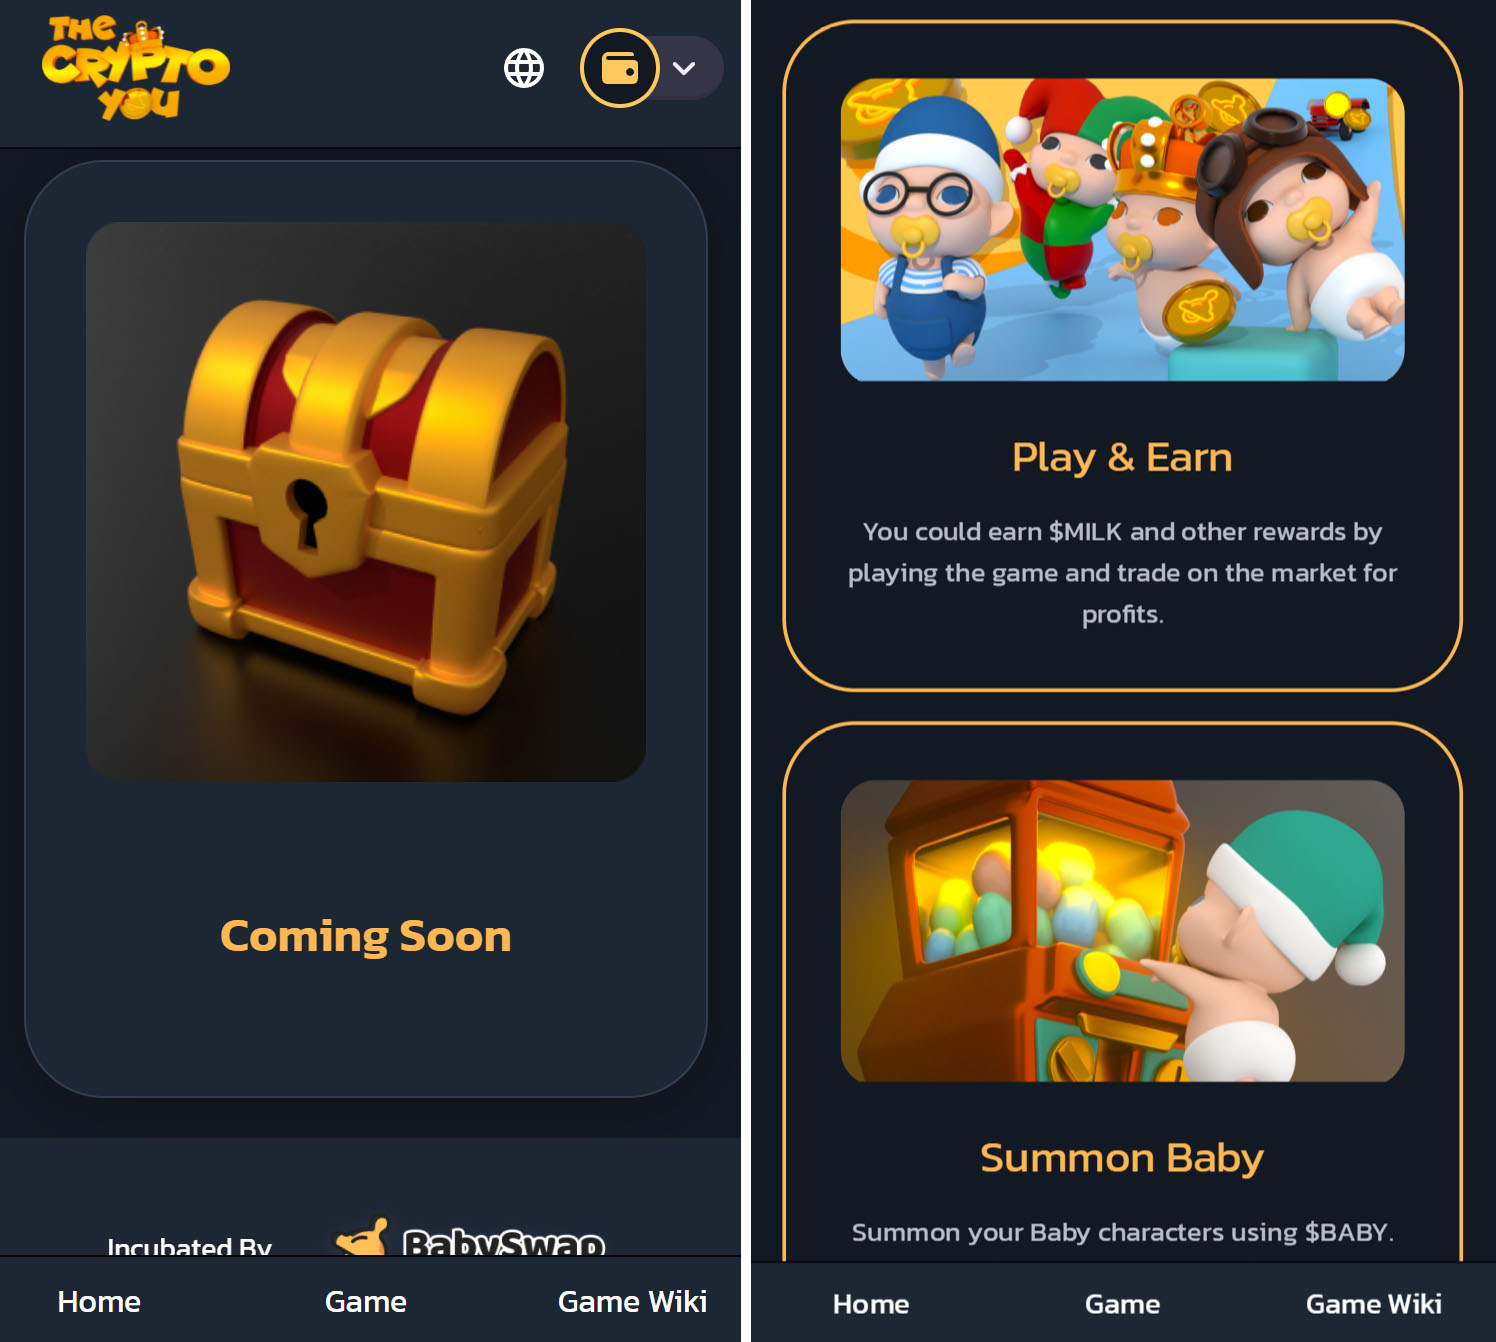 THE
CRYPTO
YOU
Coming Soon
Incubated By
BabySwap
Home
Game
Game Wiki
Play & Earn
You could earn $MILK and other rewards by
playing the game and trade on the market for
profits.
Summon Baby
Summon your Baby characters using $BABY.
Home
Game
Game Wiki